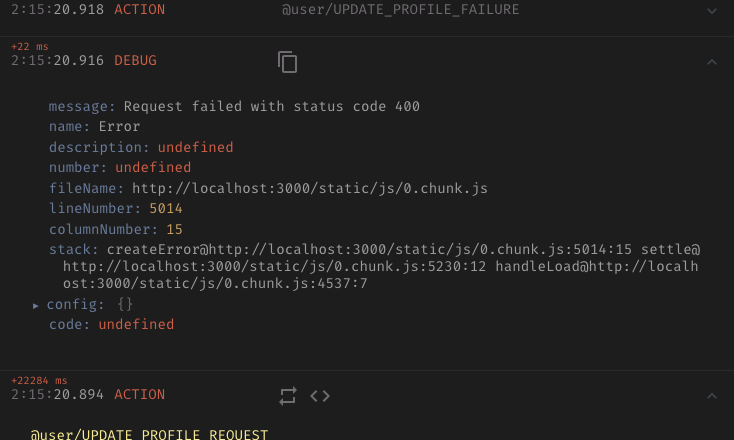 2:15:20.918 ACTION @user/UPDATE_PROFILE_FAILURE
+22 ms
2:15:20.916 DEBUG
message: Request failed with status code 400
name: Error
description: undefined
number: undefined
fileName: http://localhost:3000/static/js/0.chunk.js
lineNumber: 5014
columnNumber: 15
stack: createError@http://localhost:3000/static/js/0.chunk.js:5014:15 settle@
http://localhost:3000/static/js/0.chunk.js:5230:12 handleLoad@http://localh
ost:3000/static/js/0.chunk.js:4537:7
▸ config: {}
code: undefined
+22284 ms
2:15:20.894 ACTION
@user/UPDATE_PROFILE_REQUEST